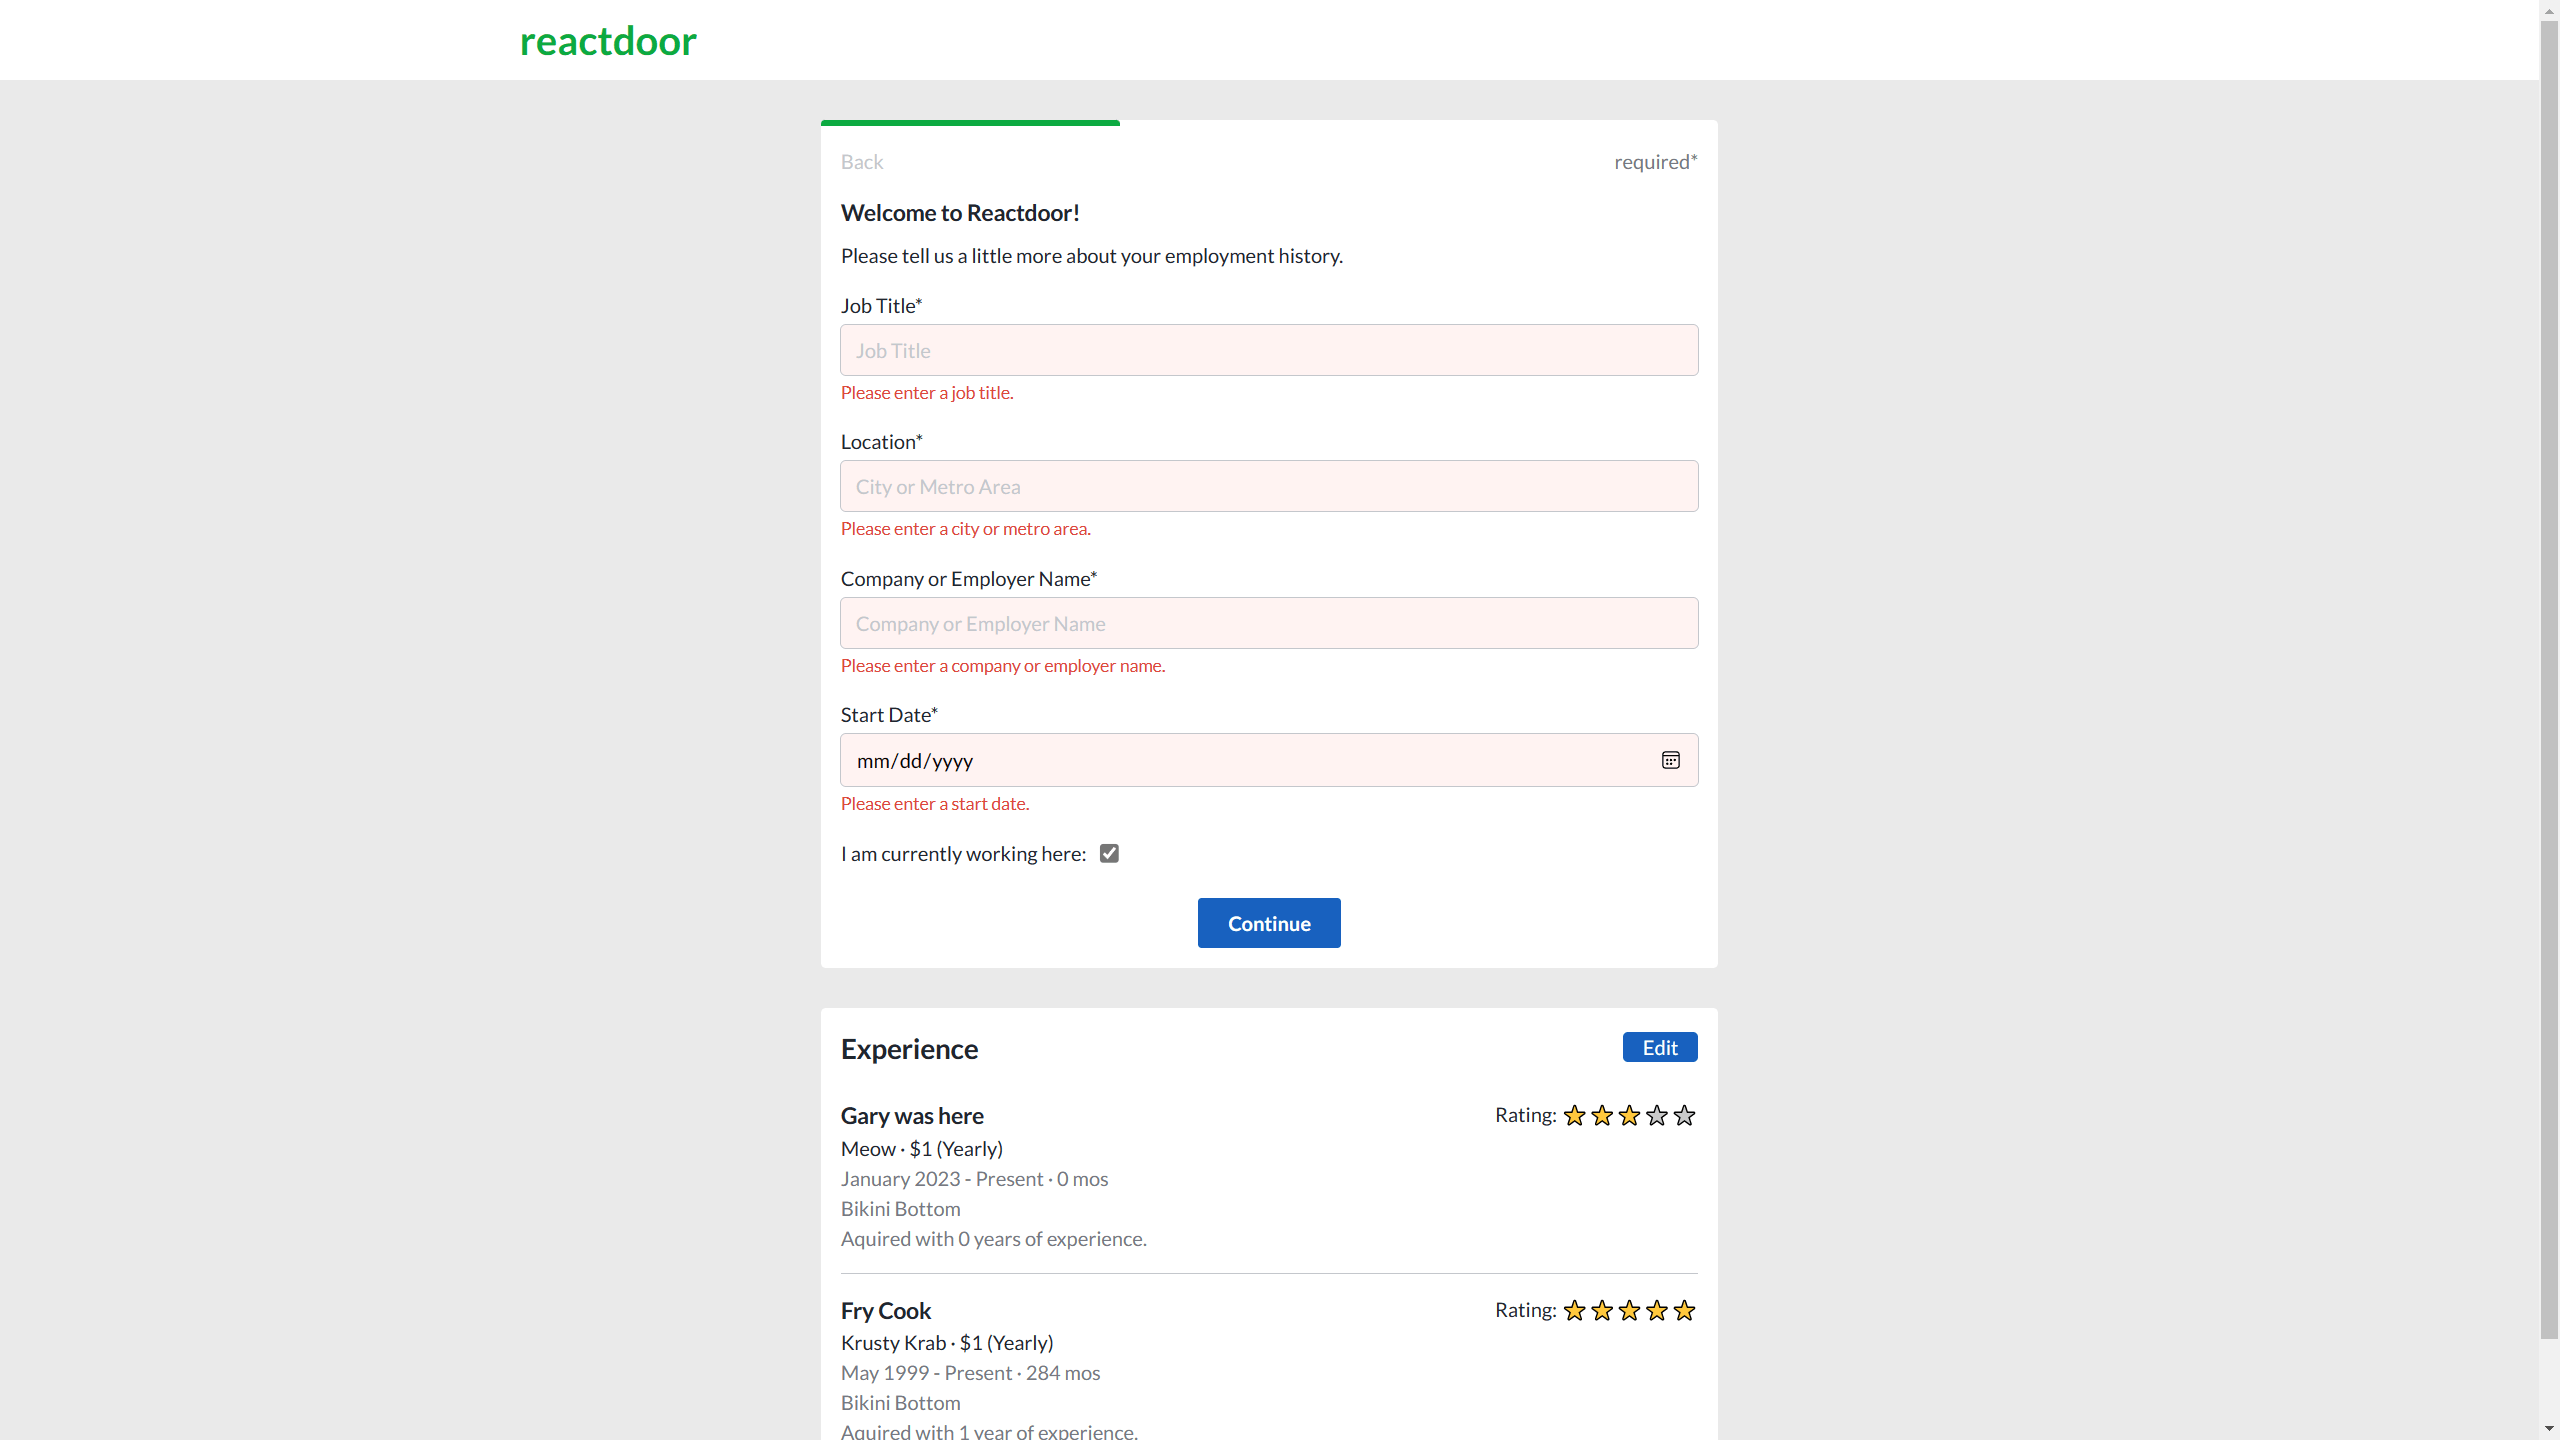 reactdoor
Back
required*
Welcome to Reactdoor!
Please tell us a little more about your employment history.
Job Title*
Job Title
Please enter a job title.
Location*
City or Metro Area
Please enter a city or metro area.
Company or Employer Name*
Company or Employer Name
Please enter a company or employer name.
Start Date*
mm/dd/yyyy
Please enter a start date.
I am currently working here:
Continue
Experience
Edit
Gary was here
Rating:
Meow · $1 (Yearly)
January 2023 - Present · 0 mos
Bikini Bottom
Aquired with 0 years of experience.
Fry Cook
Rating:
Krusty Krab · $1 (Yearly)
May 1999 - Present · 284 mos
Bikini Bottom
Aquired with 1 year of experience.